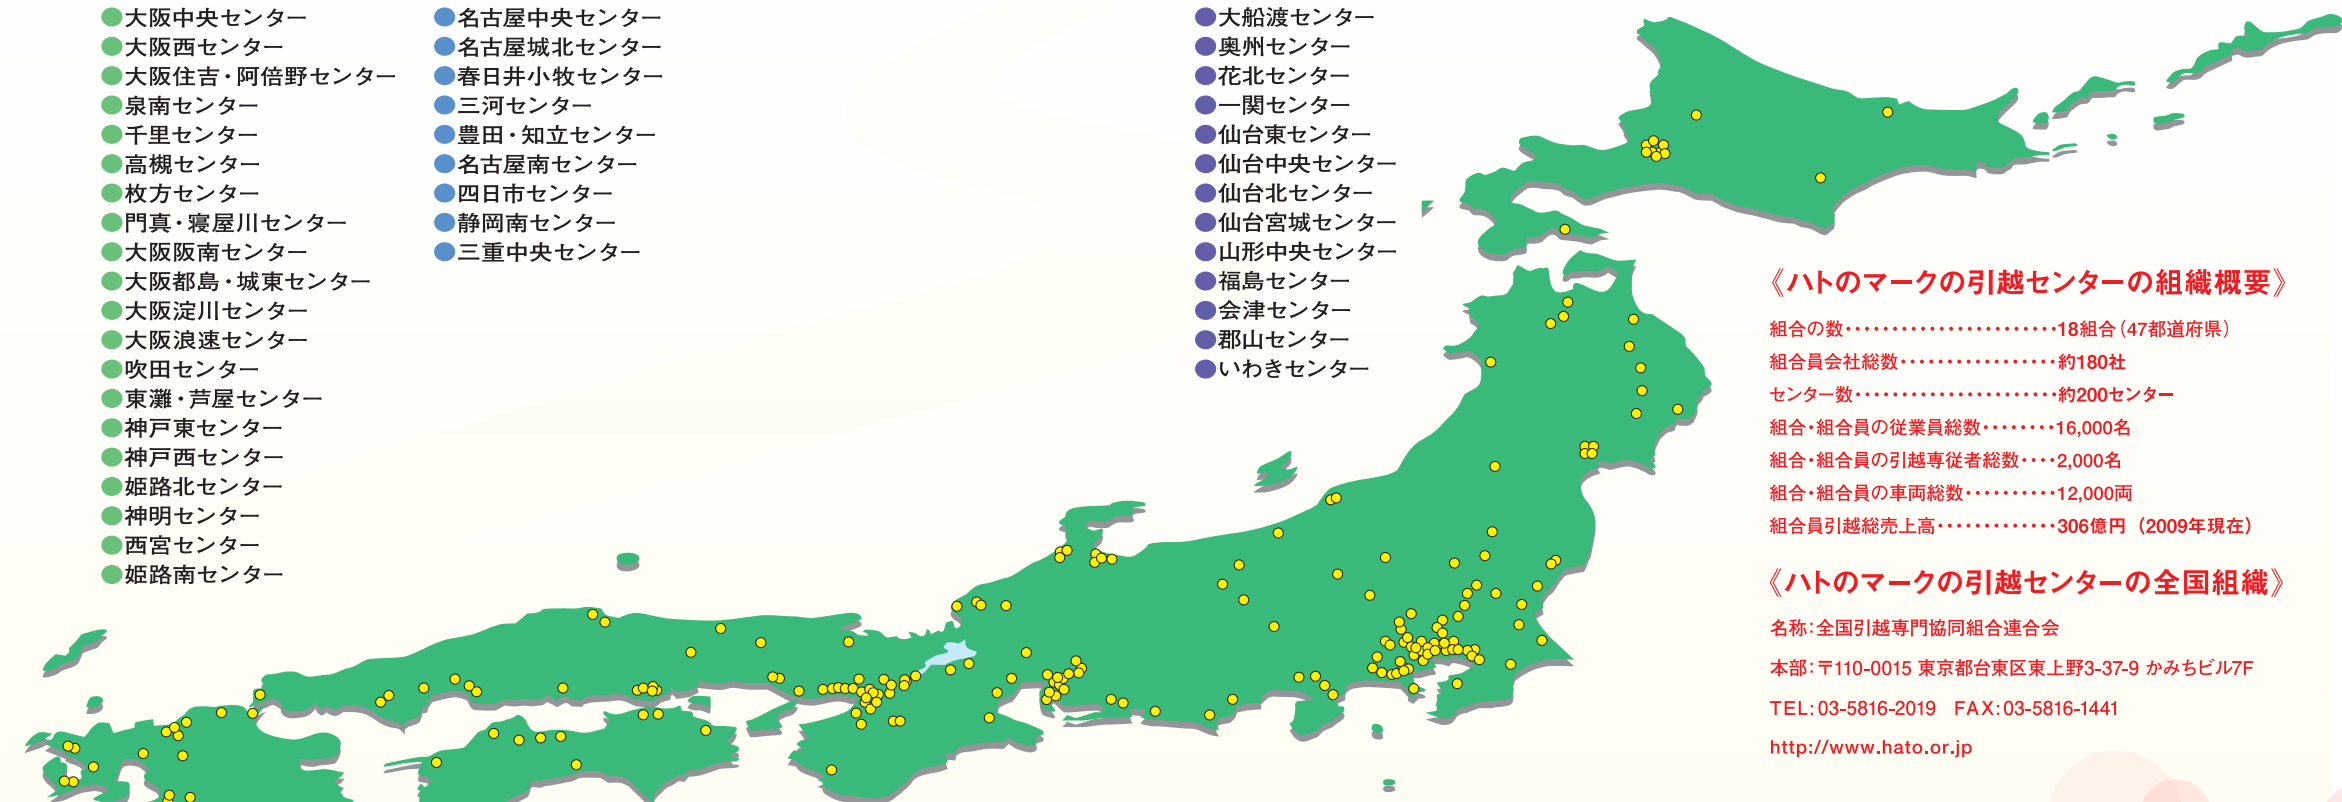 大阪中央センター
大阪西センター
大阪住吉・阿倍野センター
泉南センター
千里センター
高槻センター
枚方センター
門真・寝屋川センター
大阪阪南センター
大阪都島・城東センター
大阪淀川センター
大阪浪速センター
吹田センター
東灘・芦屋センター
神戸東センター
神戸西センター
姫路北センター
神明センター
西宮センター
姫路南センター
名古屋中央センター
名古屋城北センター
春日井小牧センター
三河センター
豊田・知立センター
名古屋南センター
四日市センター
静岡南センター
三重中央センター
大船渡センター
奥州センター
花北センター
一関センター
仙台東センター
仙台中央センター
仙台北センター
仙台宮城センター
山形中央センター
福島センター
会津センター
郡山センター
いわきセンター
《ハトのマークの引越センターの組織概要》
組合の数・・・・・・・・・・・・・・・・・・・・・・・18組合（47都道府県）
組合員会社総数・・・・・・・・・・・・・・・・・約180社
センター数・・・・・・・・・・・・・・・・・・・・・・約200センター
組合・組合員の従業員総数・・・・・・・・16,000名
組合・組合員の引越専従者総数・・・・2,000名
組合・組合員の車両総数・・・・・・・・・・12,000両
組合員引越総売上高・・・・・・・・・・・・・306億円（2009年現在）
《ハトのマークの引越センターの全国組織》
名称：全国引越専門協同組合連合会
本部：〒110-0015 東京都台東区東上野3-37-9 かみちビル7F
TEL：03-5816-2019　FAX：03-5816-1441
http://www.hato.or.jp